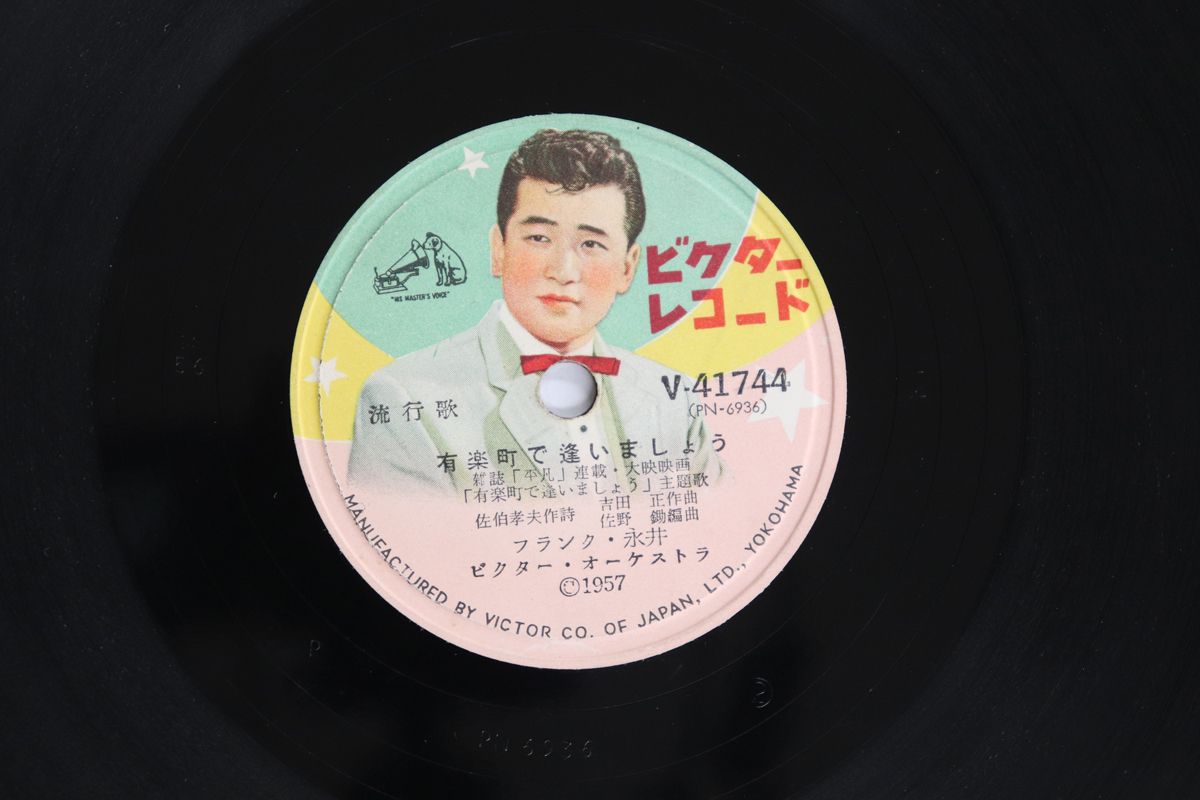 ビクター
レコード
"HIS MASTER'S VOICE"
V-41744
(PN-6936)
流行歌
有楽町で逢いましょう
雑誌「平凡」連載・大映映画
「有楽町で逢いましょう」主題歌
佐伯孝夫作詩 吉田 正作曲
佐野 鋤編曲
フランク・永井
ビクター・オーケストラ
©1957
MANUFACTURED BY VICTOR CO. OF JAPAN, LTD., YOKOHAMA
56
P
2
PN 6936